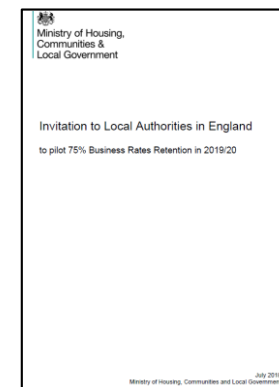 Ministry of Housing,
Communities &
Local Government
Invitation to Local Authorities in England
to pilot 75% Business Rates Retention in 2019/20
July 2018
Ministry of Housing, Communities and Local Government